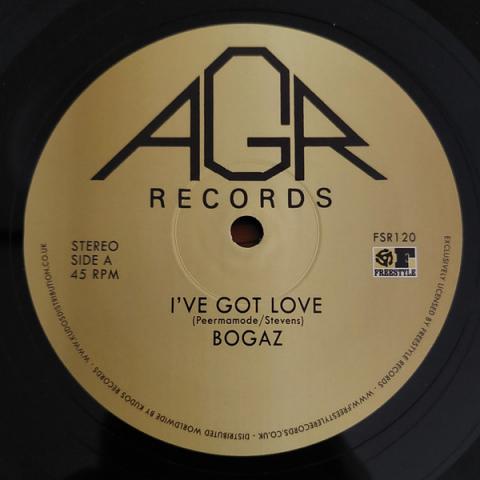 AGR
RECORDS
STEREO
SIDE A
45 RPM
FSR120
F
FREESTYLE
I'VE GOT LOVE
(Peermamode/Stevens)
BOGAZ
EXCLUSIVELY LICENSED BY FREESTYLE RECORDS - WWW.FREESTYLERECORDS.CO.UK - DISTRIBUTED WORLDWIDE BY KUDOS RECORDS - WWW.KUDOSDISTRIBUTION.CO.UK